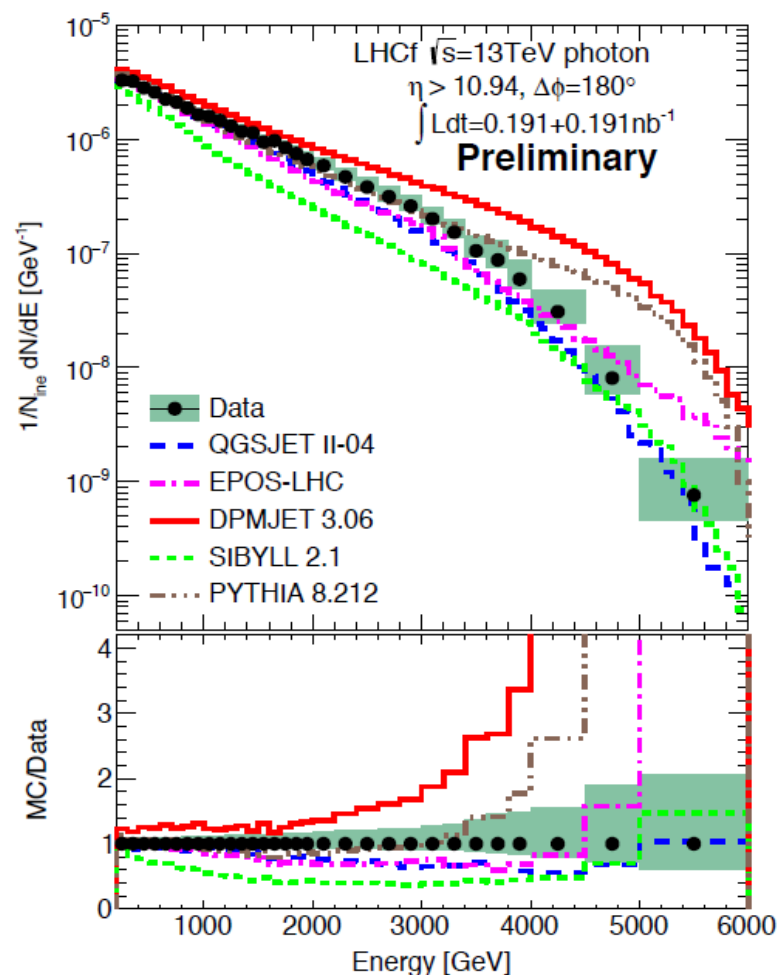 LHCf √s=13TeV photon
η > 10.94, Δϕ=180°
∫Ldt=0.191+0.191nb⁻¹
Preliminary
1/N_ine dN/dE [GeV⁻¹]
10⁻⁵
10⁻⁶
10⁻⁷
10⁻⁸
10⁻⁹
10⁻¹⁰
Data
QGSJET II-04
EPOS-LHC
DPMJET 3.06
SIBYLL 2.1
PYTHIA 8.212
MC/Data
4
3
2
1
0
1000 2000 3000 4000 5000 6000
Energy [GeV]